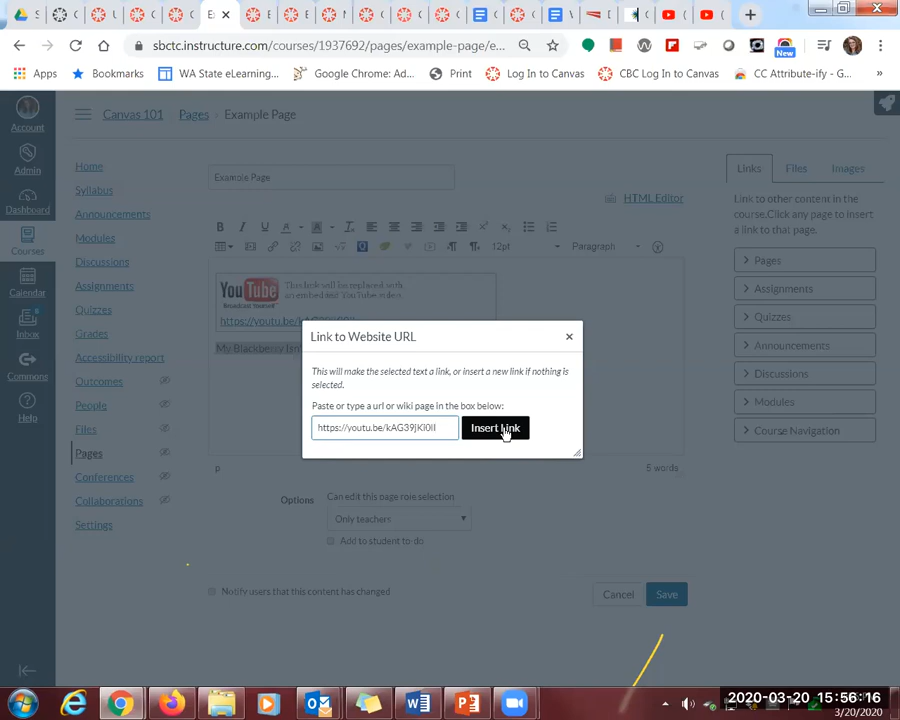 sbctc.instructure.com/courses/1937692/pages/example-page/e...
New
Apps
Bookmarks
WA State eLearning...
Google Chrome: Ad...
Print
Log In to Canvas
CBC Log In to Canvas
CC Attribute-ify - G...
»
Account
Admin
Dashboard
Courses
Calendar
Inbox
Commons
Help
Canvas 101 › Pages › Example Page
Home
Syllabus
Announcements
Modules
Discussions
Assignments
Quizzes
Grades
Accessibility report
Outcomes
People
Files
Pages
Conferences
Collaborations
Settings
Example Page
HTML Editor
12pt
Paragraph
YouTube
Broadcast Yourself
This link will be replaced with
an embedded YouTube video.
My Blackberry Isn'
Link to Website URL
×
This will make the selected text a link, or insert a new link if nothing is
selected.
Paste or type a url or wiki page in the box below:
https://youtu.be/kAG39jKi0lI
Insert Link
p
5 words
Options
Can edit this page role selection
Only teachers
Add to student to-do
Notify users that this content has changed
Cancel
Save
Links
Files
Images
Link to other content in the
course.Click any page to insert
a link to that page.
Pages
Assignments
Quizzes
Announcements
Discussions
Modules
Course Navigation
2020-03-20 15:56:16
3/20/2020